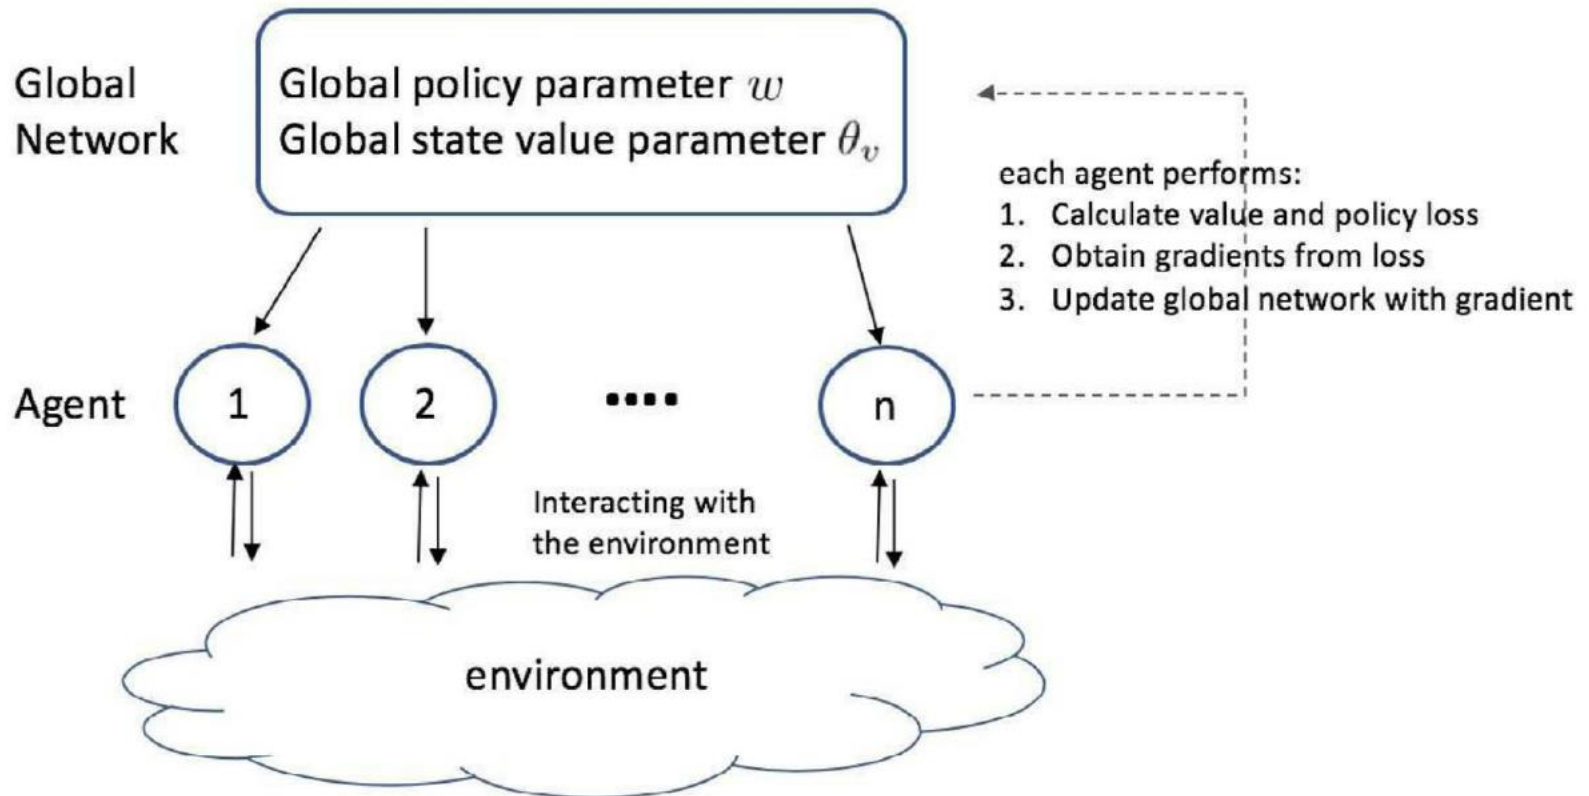 Global
Network
Global policy parameter w
Global state value parameter θ_v
each agent performs:
1. Calculate value and policy loss
2. Obtain gradients from loss
3. Update global network with gradient
Agent
1
2
....
n
Interacting with
the environment
environment